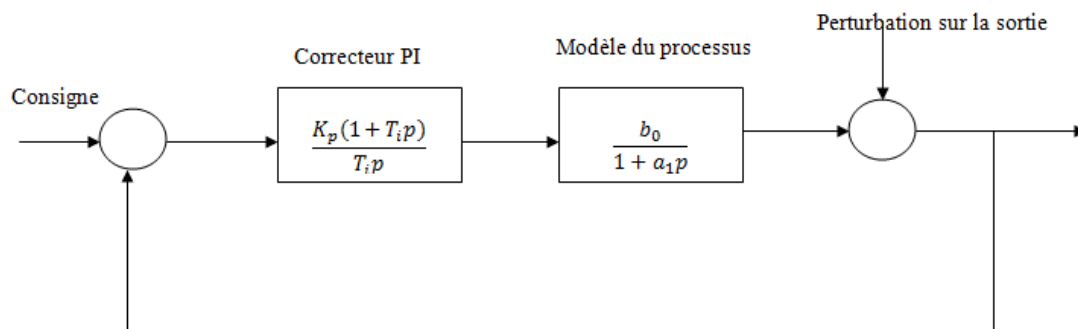 Perturbation sur la sortie
Modèle du processus
Correcteur PI
Consigne
K_p(1 + T_i p)
T_i p
b_0
1 + a_1 p